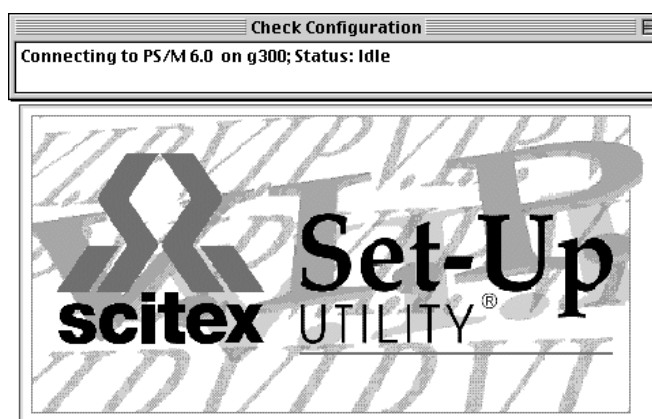 Check Configuration
Connecting to PS/M 6.0 on g300; Status: Idle
V.I.P.
Set-Up
scitex
UTILITY®